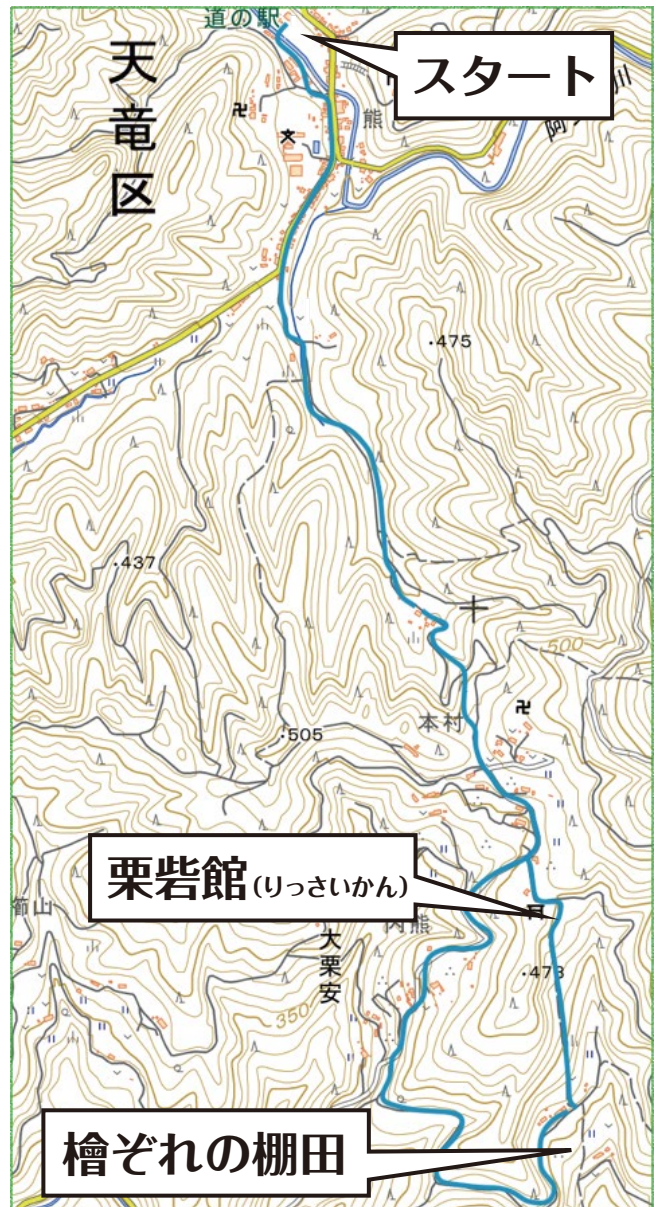 道の駅
スタート
天竜区
熊
・475
・437
500
本村
・505
栗砦館(りっさいかん)
内熊
大栗安
・473
350
檜ぞれの棚田